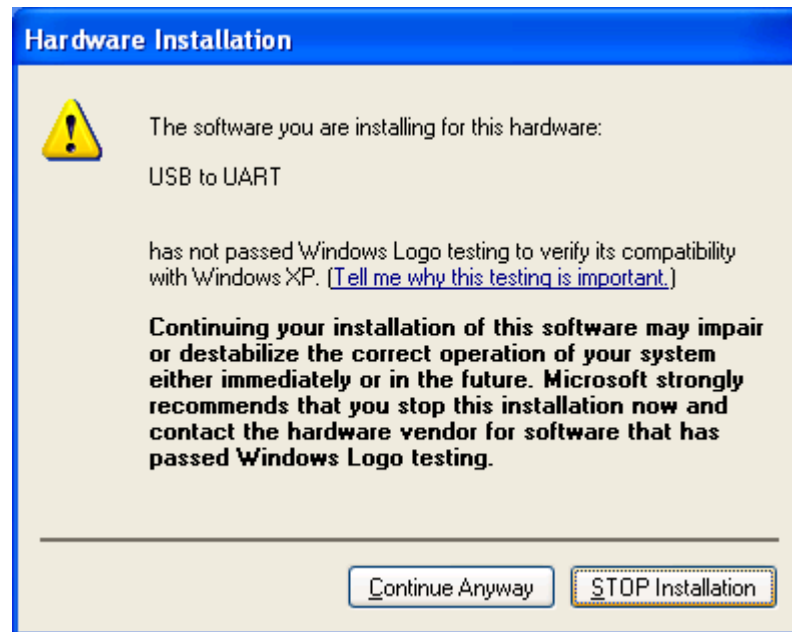 Hardware Installation
The software you are installing for this hardware:
USB to UART
has not passed Windows Logo testing to verify its compatibility
with Windows XP. (Tell me why this testing is important.)
Continuing your installation of this software may impair
or destabilize the correct operation of your system
either immediately or in the future. Microsoft strongly
recommends that you stop this installation now and
contact the hardware vendor for software that has
passed Windows Logo testing.
Continue Anyway
STOP Installation